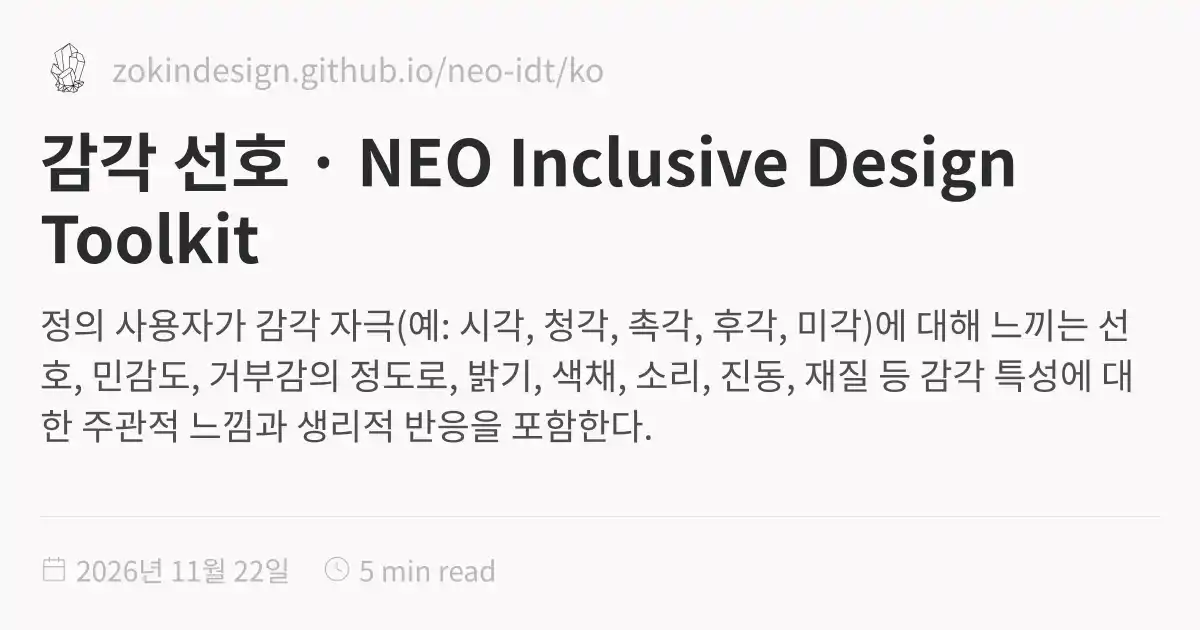 zokindesign.github.io/neo-idt/ko
감각 선호 · NEO Inclusive Design
Toolkit
정의 사용자가 감각 자극(예: 시각, 청각, 촉각, 후각, 미각)에 대해 느끼는 선
호, 민감도, 거부감의 정도로, 밝기, 색채, 소리, 진동, 재질 등 감각 특성에 대
한 주관적 느낌과 생리적 반응을 포함한다.
2026년 11월 22일 5 min read